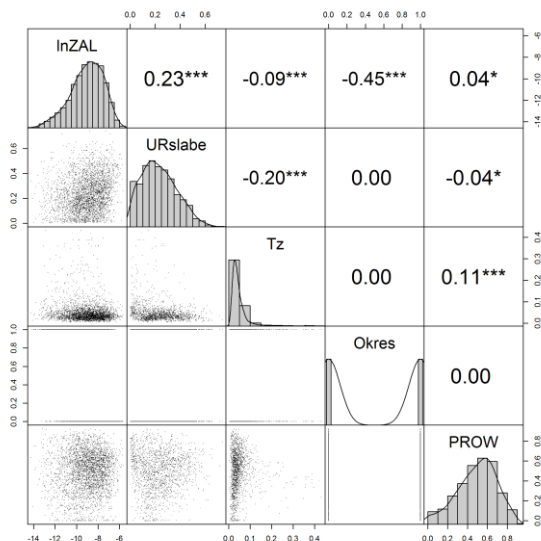 0.0 0.2 0.4 0.6 0.0 0.2 0.4 0.6 0.8 1.0
lnZAL 0.23*** -0.09*** -0.45*** 0.04*
-14 -12 -10 -8 -6
URslabe -0.20*** 0.00 -0.04*
0.0 0.2 0.4 0.6
Tz 0.00 0.11***
0.0 0.1 0.2 0.3 0.4
Okres 0.00
0.0 0.2 0.4 0.6 0.8 1.0
PROW
0.0 0.2 0.4 0.6 0.8
-14 -12 -10 -8 -6 0.0 0.1 0.2 0.3 0.4 0.0 0.2 0.4 0.6 0.8